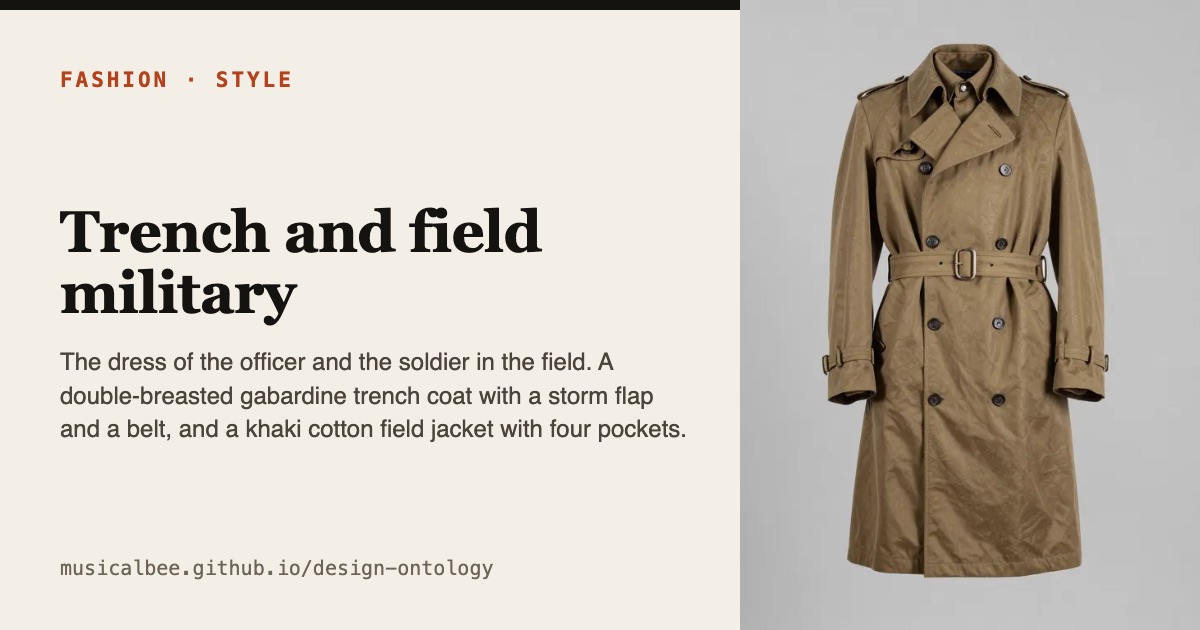 FASHION · STYLE
Trench and field
military
The dress of the officer and the soldier in the field. A
double-breasted gabardine trench coat with a storm flap
and a belt, and a khaki cotton field jacket with four pockets.
musicalbee.github.io/design-ontology